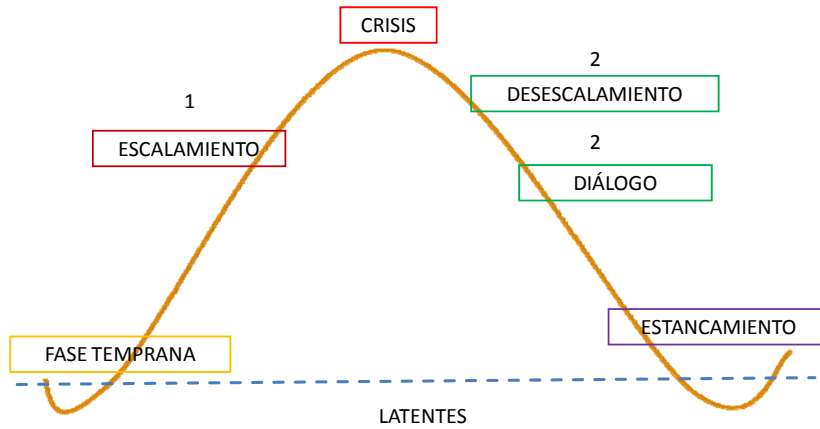 CRISIS
1
ESCALAMIENTO
2
DESESCALAMIENTO
2
DIÁLOGO
FASE TEMPRANA
ESTANCAMIENTO
LATENTES